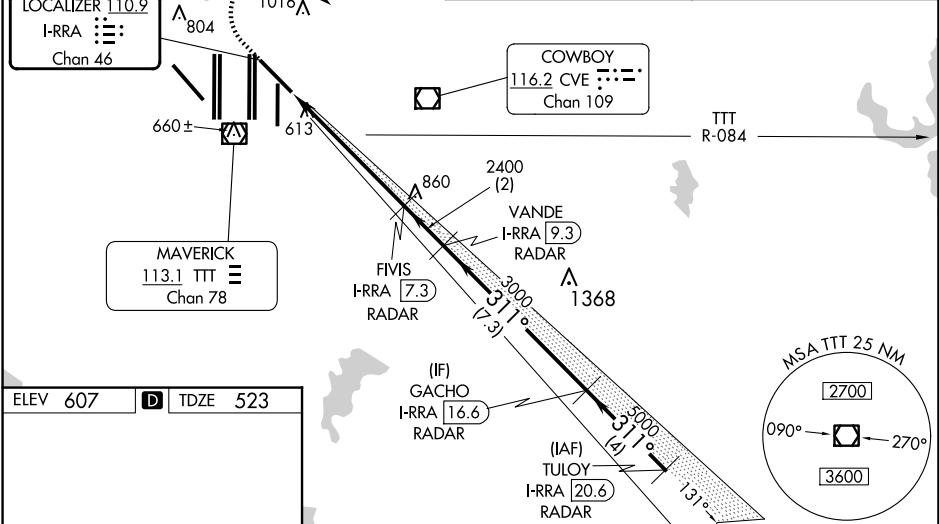 LOCALIZER 110.9
I-RRA
Chan 46
804
1016
COWBOY
116.2 CVE
Chan 109
660±
613
TTT
R-084
860
2400
(2)
VANDE
I-RRA 9.3
RADAR
MAVERICK
113.1 TTT
Chan 78
FIVIS
I-RRA 7.3
RADAR
3000
311°
(7.3)
1368
(IF)
GACHO
I-RRA 16.6
RADAR
5000
311°
(4)
(IAF)
TULOY
I-RRA 20.6
RADAR
131°
MSA TTT 25 NM
2700
090°
270°
3600
ELEV 607 D TDZE 523